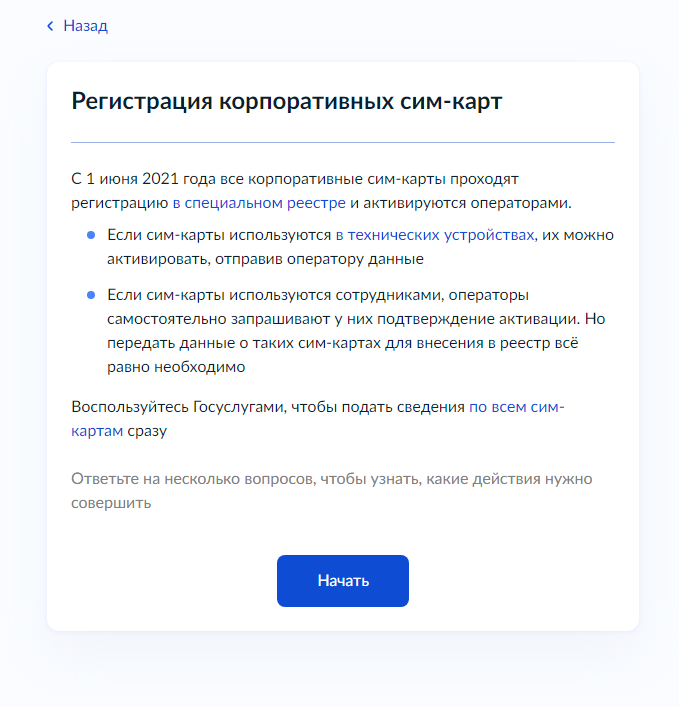 Назад
Регистрация корпоративных сим-карт
С 1 июня 2021 года все корпоративные сим-карты проходят
регистрацию в специальном реестре и активируются операторами.
Если сим-карты используются в технических устройствах, их можно
активировать, отправив оператору данные
Если сим-карты используются сотрудниками, операторы
самостоятельно запрашивают у них подтверждение активации. Но
передать данные о таких сим-картах для внесения в реестр всё
равно необходимо
Воспользуйтесь Госуслугами, чтобы подать сведения по всем сим-
картам сразу
Ответьте на несколько вопросов, чтобы узнать, какие действия нужно
совершить
Начать